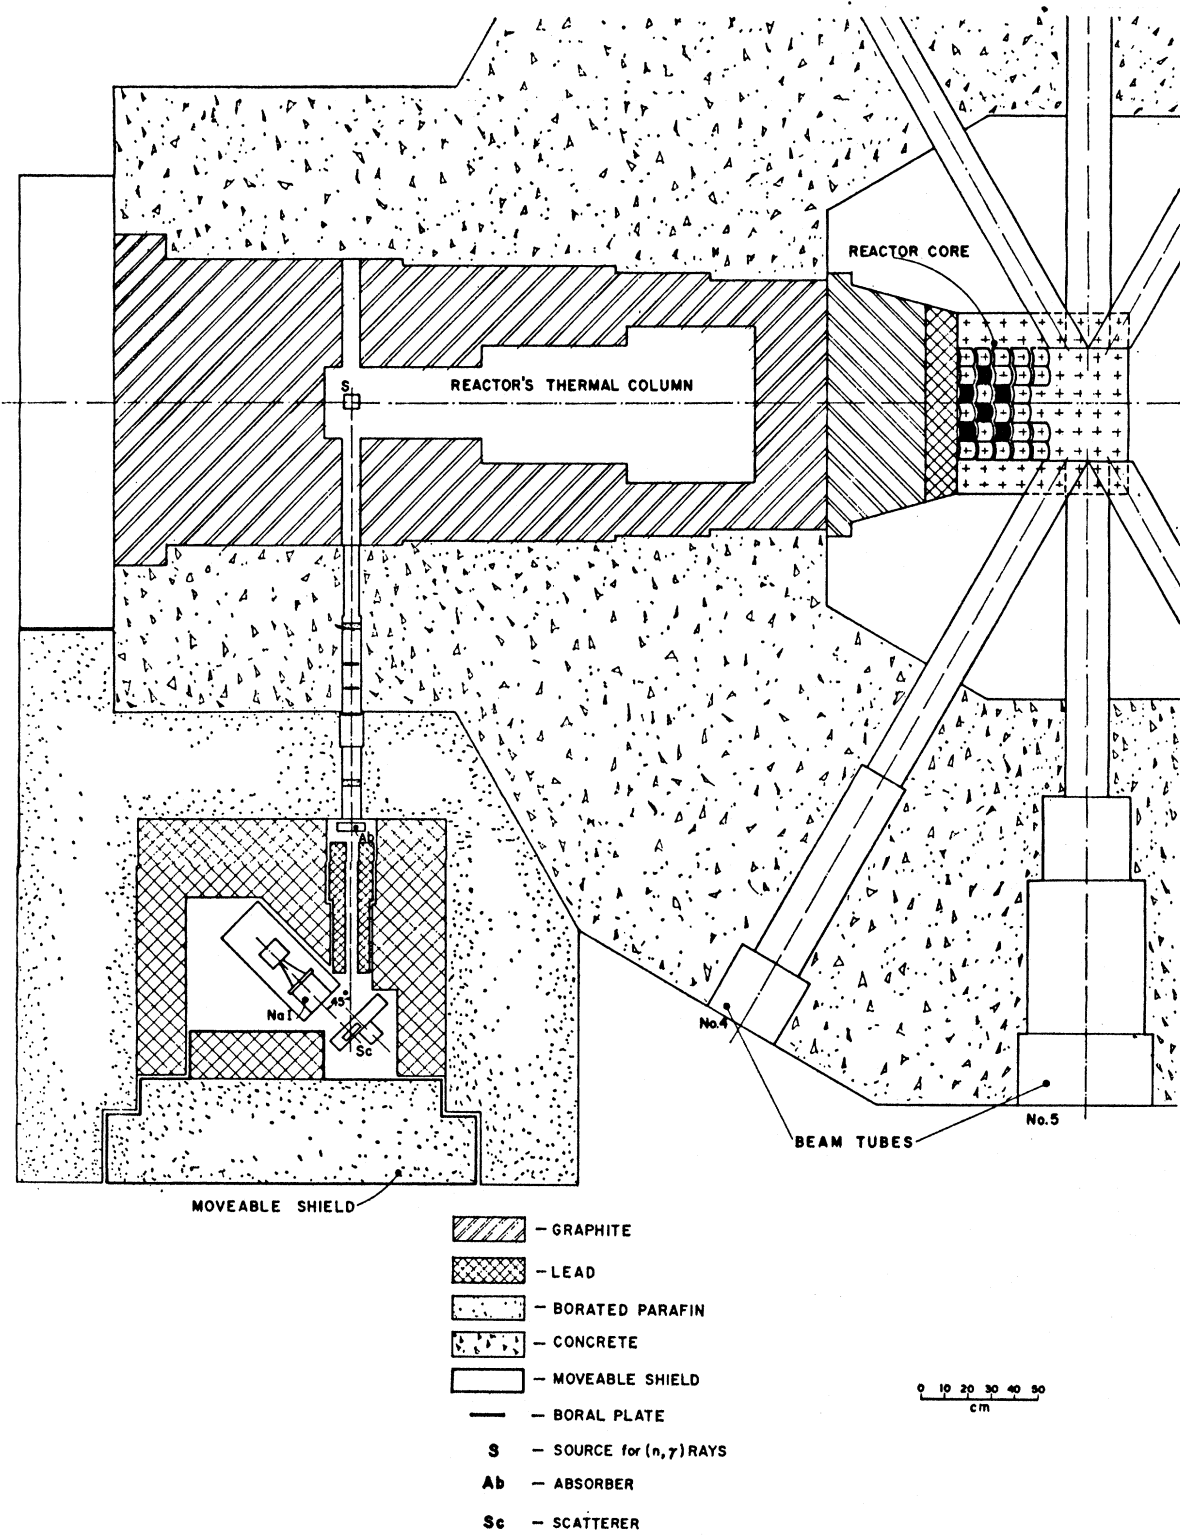 REACTOR CORE
S
REACTOR'S THERMAL COLUMN
Ab
45°
NaI
Sc
No.4
No.5
BEAM TUBES
MOVEABLE SHIELD
– GRAPHITE
– LEAD
– BORATED PARAFIN
– CONCRETE
– MOVEABLE SHIELD
– BORAL PLATE
S – SOURCE for (n,γ) RAYS
Ab – ABSORBER
Sc – SCATTERER
0 10 20 30 40 50
cm